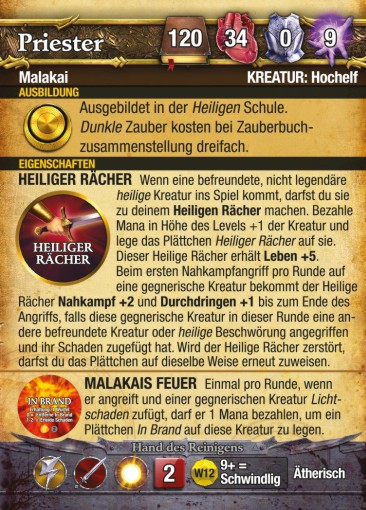 Priester 120 34 0 9
Malakai KREATUR: Hochelf
AUSBILDUNG
Ausgebildet in der Heiligen Schule.
Dunkle Zauber kosten bei Zauberbuch-
zusammenstellung dreifach.
EIGENSCHAFTEN
HEILIGER RÄCHER Wenn eine befreundete, nicht legendäre
heilige Kreatur ins Spiel kommt, darfst du sie
zu deinem Heiligen Rächer machen. Bezahle
Mana in Höhe des Levels +1 der Kreatur und
lege das Plättchen Heiliger Rächer auf sie.
Dieser Heilige Rächer erhält Leben +5.
Beim ersten Nahkampfangriff pro Runde auf
eine gegnerische Kreatur bekommt der Heilige
Rächer Nahkampf +2 und Durchdringen +1 bis zum Ende des
Angriffs, falls diese gegnerische Kreatur in dieser Runde eine an-
dere befreundete Kreatur oder heilige Beschwörung angegriffen
und ihr Schaden zugefügt hat. Wird der Heilige Rächer zerstört,
darfst du das Plättchen auf dieselbe Weise erneut zuweisen.
HEILIGER
RÄCHER
MALAKAIS FEUER Einmal pro Runde, wenn
er angreift und einer gegnerischen Kreatur Licht-
schaden zufügt, darf er 1 Mana bezahlen, um ein
Plättchen In Brand auf diese Kreatur zu legen.
IN BRAND
Hand des Reinigens
2 W12 9+ =
Schwindlig Ätherisch